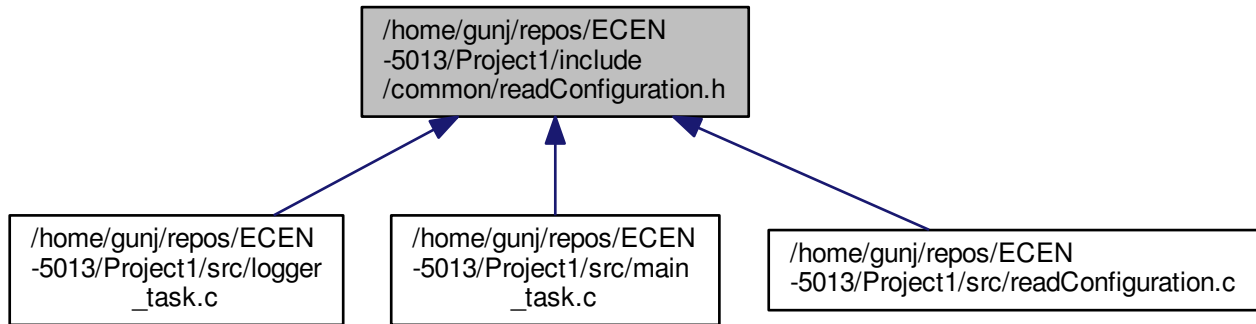 /home/gunj/repos/ECEN
-5013/Project1/include
/common/readConfiguration.h
/home/gunj/repos/ECEN
-5013/Project1/src/logger
_task.c
/home/gunj/repos/ECEN
-5013/Project1/src/main
_task.c
/home/gunj/repos/ECEN
-5013/Project1/src/readConfiguration.c